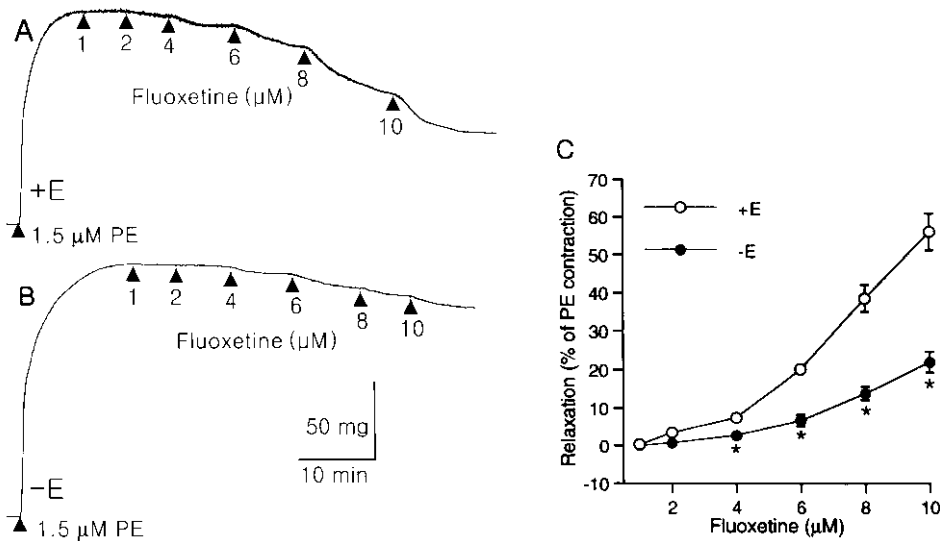 A
1 2 4 6 8 10
Fluoxetine (μM)
+E
1.5 μM PE
B
1 2 4 6 8 10
Fluoxetine (μM)
50 mg
10 min
-E
1.5 μM PE
C
Relaxation (% of PE contraction)
70
60
50
40
30
20
10
0
-10
+E
-E
* * * *
2 4 6 8 10
Fluoxetine (μM)